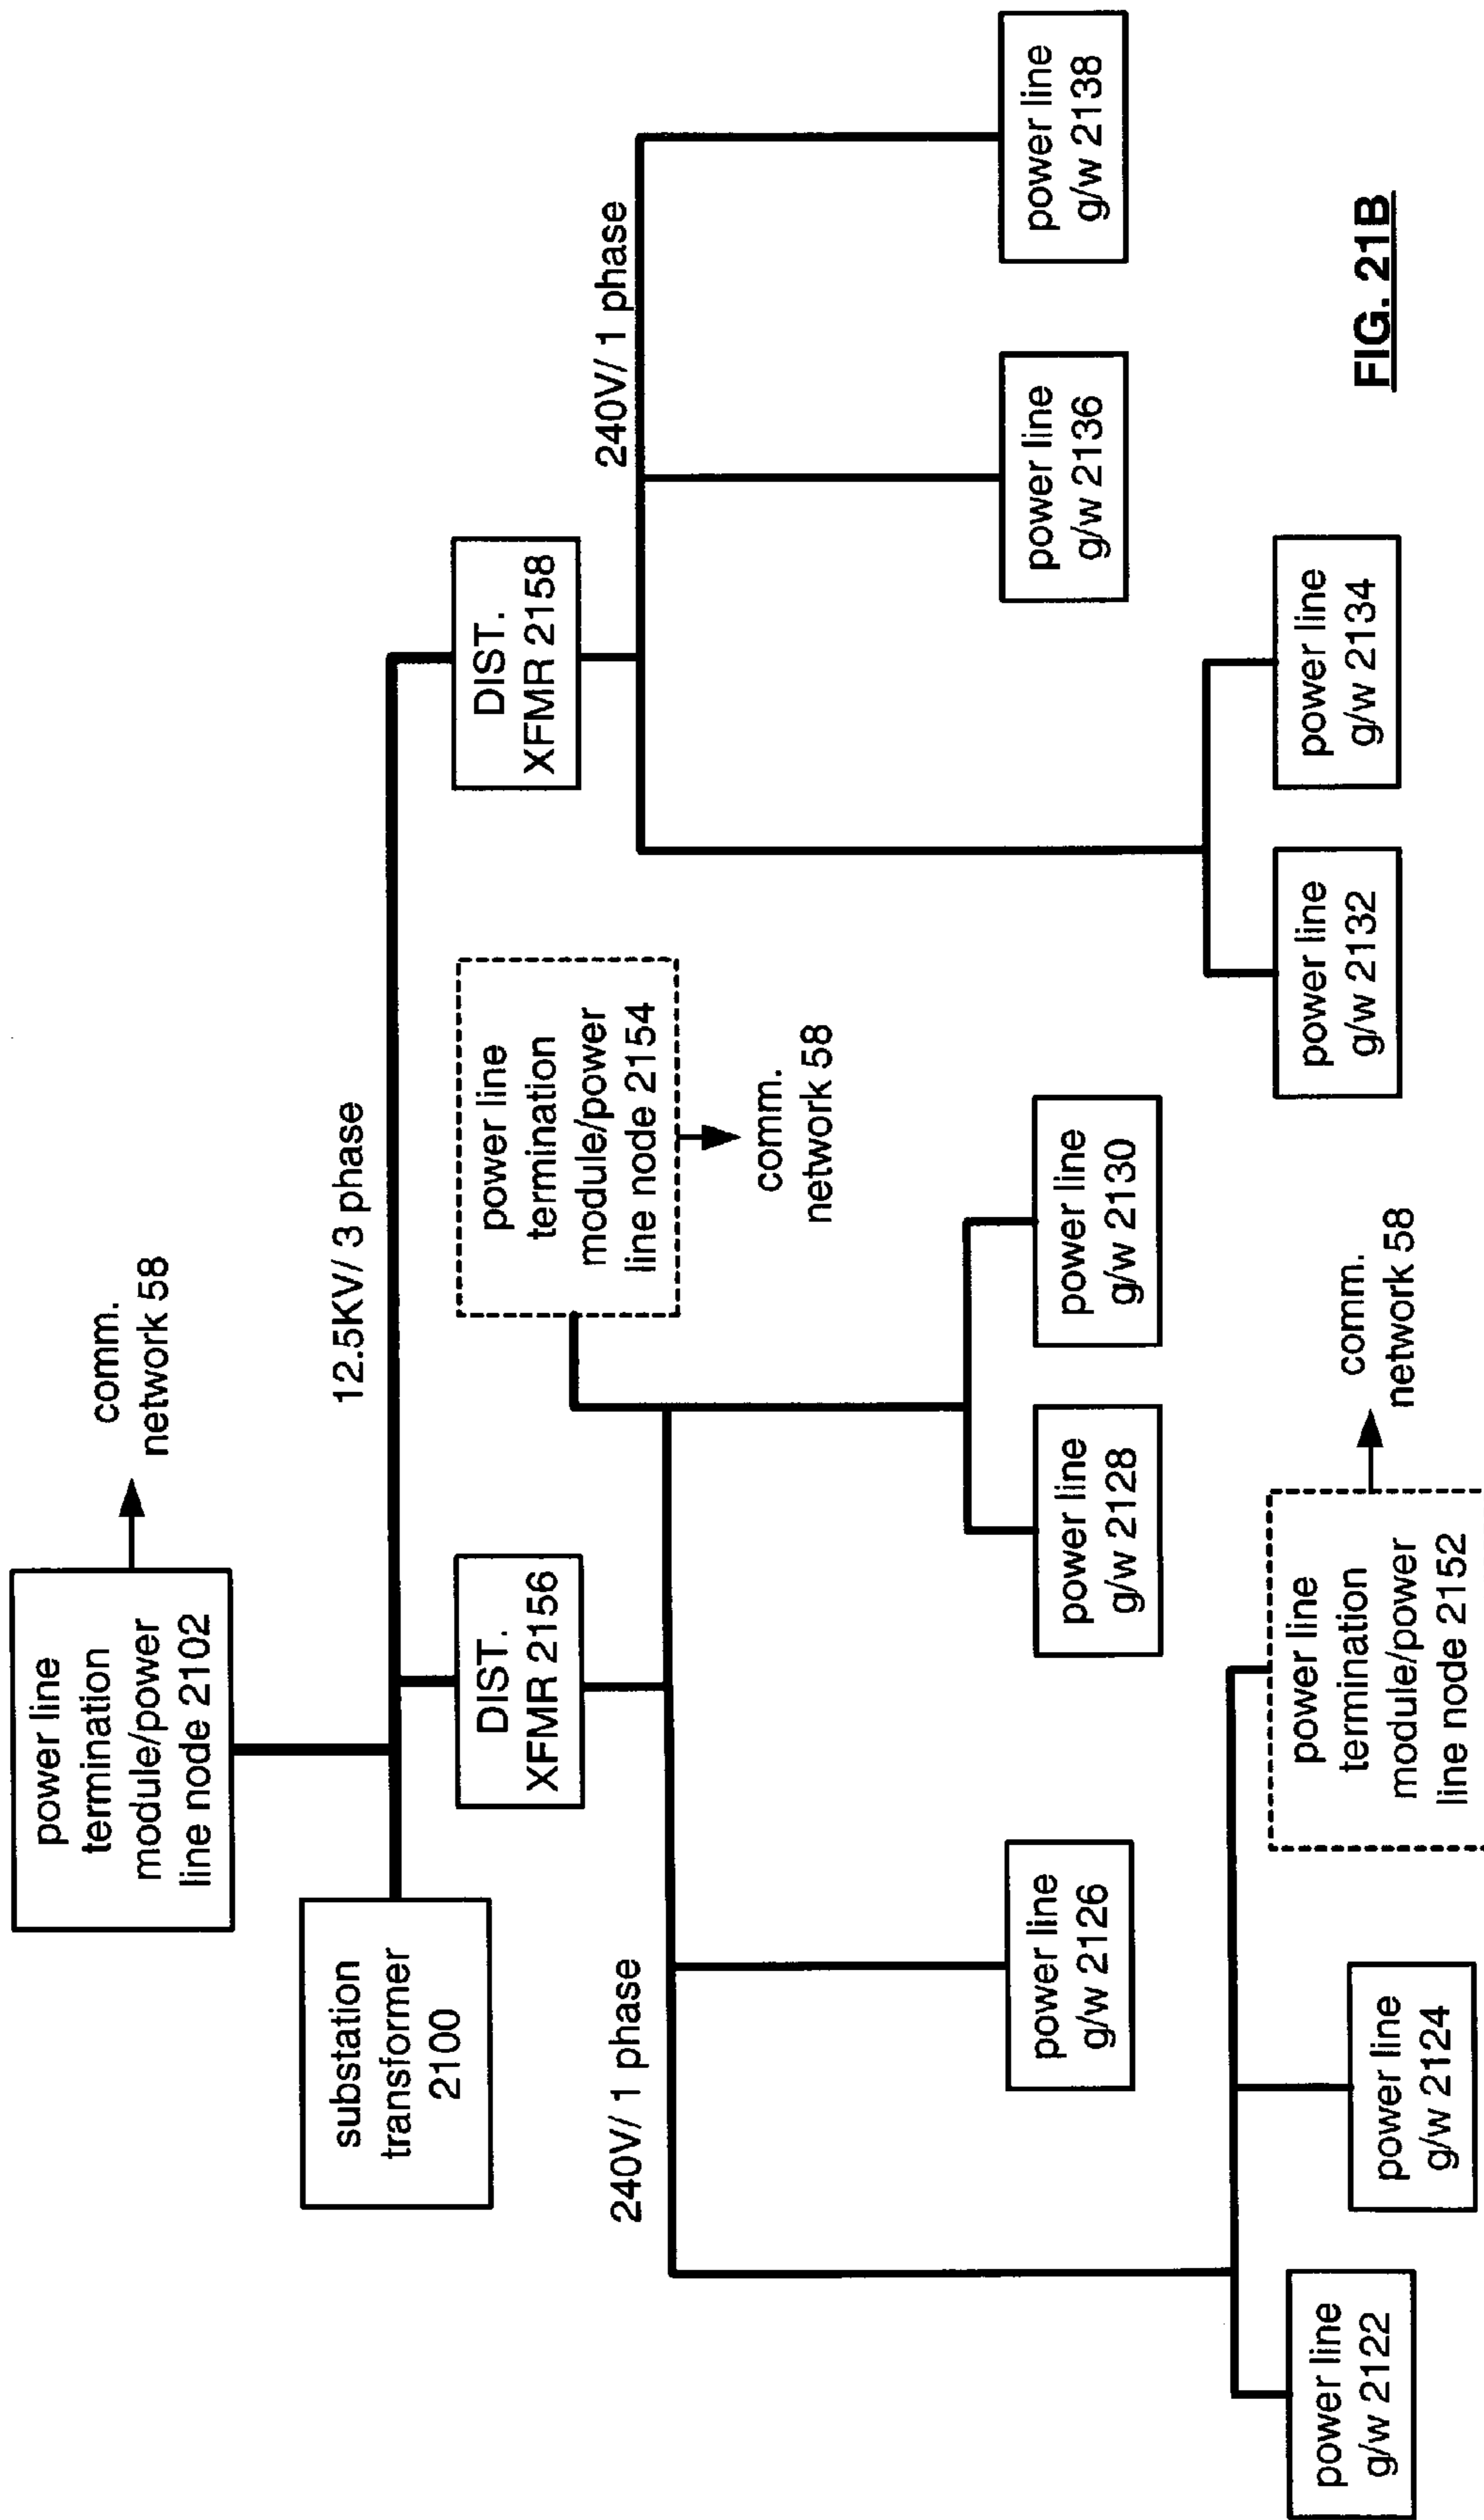 power line
termination
module/power
line node 2102
comm.
network 58
substation
transformer
2100
12.5KV/ 3 phase
DIST.
XFMR 2156
power line
termination
module/power
line node 2154
comm.
network 58
DIST.
XFMR 2158
240V/ 1 phase
240V/ 1 phase
power line
g/w 2126
power line
g/w 2128
power line
g/w 2130
power line
g/w 2136
power line
g/w 2138
power line
g/w 2122
power line
g/w 2124
power line
termination
module/power
line node 2152
comm.
network 58
power line
g/w 2132
power line
g/w 2134
FIG. 21B